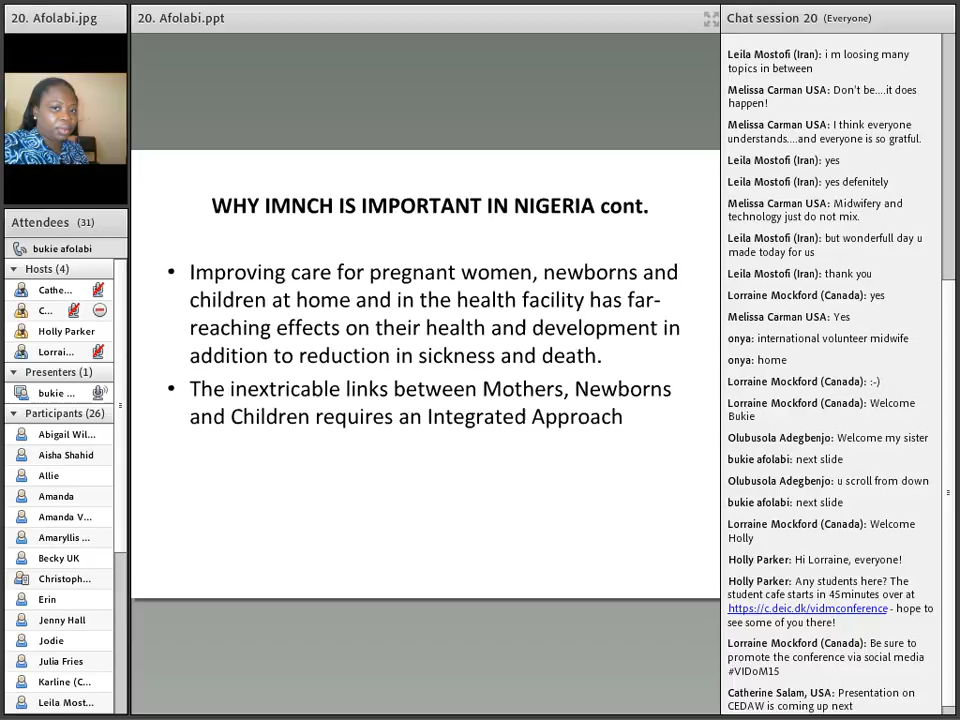 20. Afolabi.jpg
Attendees (31)
bukie afolabi
Hosts (4)
Cathe...
C...
Holly Parker
Lorrai...
Presenters (1)
bukie ...
Participants (26)
Abigail Wil...
Aisha Shahid
Allie
Amanda
Amanda V...
Amaryllis ...
Becky UK
Christoph...
Erin
Jenny Hall
Jodie
Julia Fries
Karline (C...
Leila Most...
20. Afolabi.ppt
WHY IMNCH IS IMPORTANT IN NIGERIA cont.
• Improving care for pregnant women, newborns and
children at home and in the health facility has far-
reaching effects on their health and development in
addition to reduction in sickness and death.
• The inextricable links between Mothers, Newborns
and Children requires an Integrated Approach
Chat session 20 (Everyone)
Leila Mostofi (Iran): i m loosing many
topics in between
Melissa Carman USA: Don't be....it does
happen!
Melissa Carman USA: I think everyone
understands....and everyone is so gratful.
Leila Mostofi (Iran): yes
Leila Mostofi (Iran): yes defenitely
Melissa Carman USA: Midwifery and
technology just do not mix.
Leila Mostofi (Iran): but wonderfull day u
made today for us
Leila Mostofi (Iran): thank you
Lorraine Mockford (Canada): yes
Melissa Carman USA: Yes
onya: international volunteer midwife
onya: home
Lorraine Mockford (Canada): :-)
Lorraine Mockford (Canada): Welcome
Bukie
Olubusola Adegbenjo: Welcome my sister
bukie afolabi: next slide
Olubusola Adegbenjo: u scroll from down
bukie afolabi: next slide
Lorraine Mockford (Canada): Welcome
Holly
Holly Parker: Hi Lorraine, everyone!
Holly Parker: Any students here? The
student cafe starts in 45minutes over at
https://c.deic.dk/vidmconference - hope to
see some of you there!
Lorraine Mockford (Canada): Be sure to
promote the conference via social media
#VIDoM15
Catherine Salam, USA: Presentation on
CEDAW is coming up next